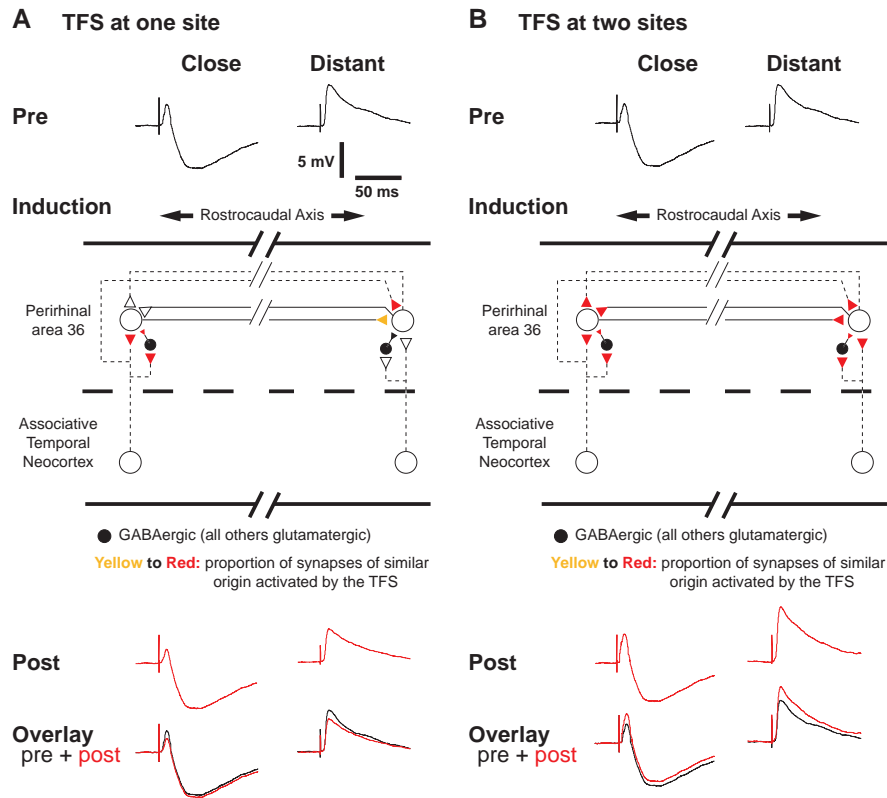 A TFS at one site
Close Distant
Pre
5 mV
50 ms
Induction
Rostrocaudal Axis
Perirhinal
area 36
Associative
Temporal
Neocortex
GABAergic (all others glutamatergic)
Yellow to Red: proportion of synapses of similar
origin activated by the TFS
Post
Overlay
pre + post
B TFS at two sites
Close Distant
Pre
Induction
Rostrocaudal Axis
Perirhinal
area 36
Associative
Temporal
Neocortex
GABAergic (all others glutamatergic)
Yellow to Red: proportion of synapses of similar
origin activated by the TFS
Post
Overlay
pre + post